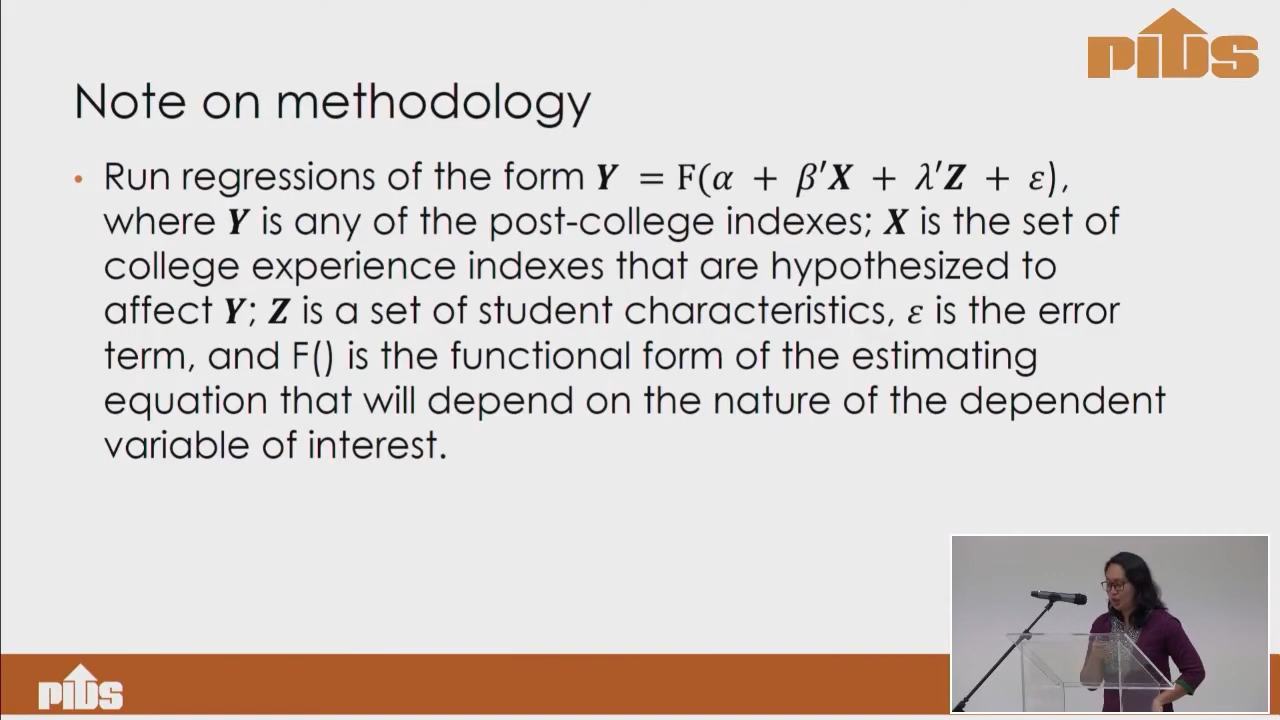 PIDS
Note on methodology
• Run regressions of the form Y = F(α + β′X + λ′Z + ε),
where Y is any of the post-college indexes; X is the set of
college experience indexes that are hypothesized to
affect Y; Z is a set of student characteristics, ε is the error
term, and F() is the functional form of the estimating
equation that will depend on the nature of the dependent
variable of interest.
PIDS